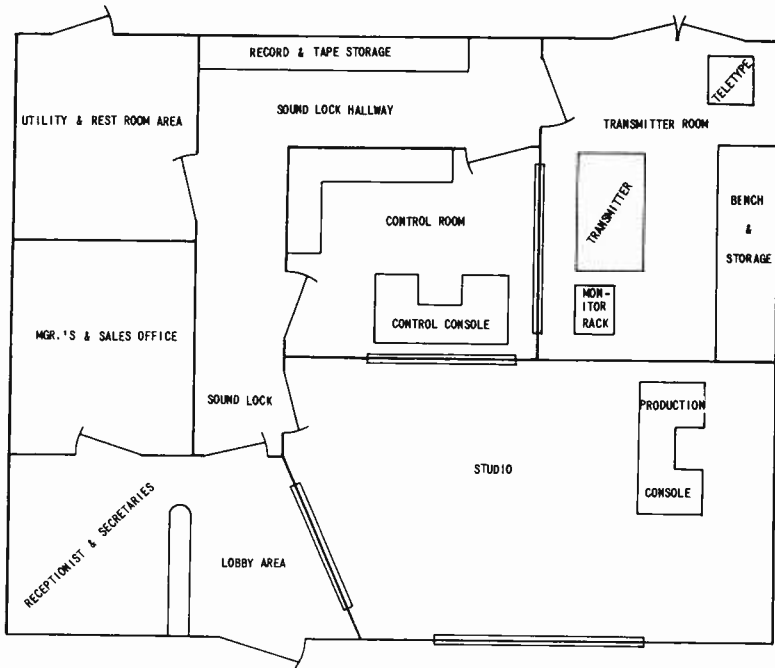 RECORD & TAPE STORAGE
TELETYPE
UTILITY & REST ROOM AREA
SOUND LOCK HALLWAY
TRANSMITTER ROOM
TRANSMITTER
BENCH
&
STORAGE
CONTROL ROOM
MON-
ITOR
RACK
CONTROL CONSOLE
MGR.'S & SALES OFFICE
SOUND LOCK
PRODUCTION
CONSOLE
STUDIO
RECEPTIONIST & SECRETARIES
LOBBY AREA